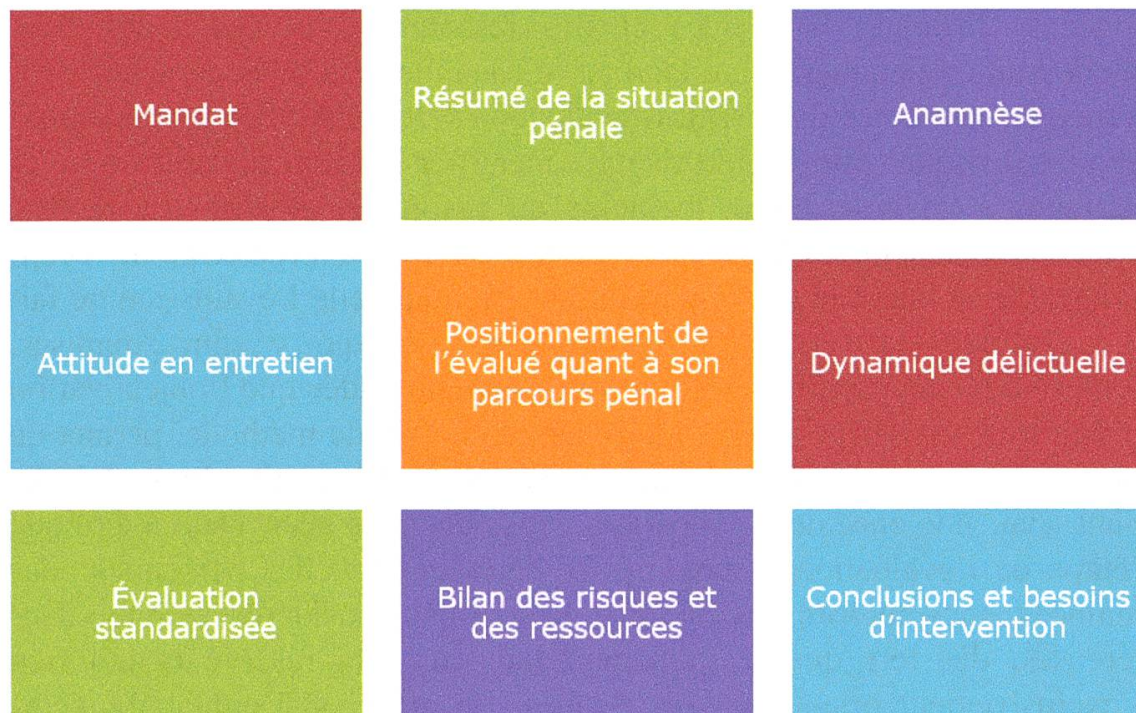 Mandat
Résumé de la situation
pénale
Anamnèse
Attitude en entretien
Positionnement de
l'évalué quant à son
parcours pénal
Dynamique délictuelle
Évaluation
standardisée
Bilan des risques et
des ressources
Conclusions et besoins
d'intervention